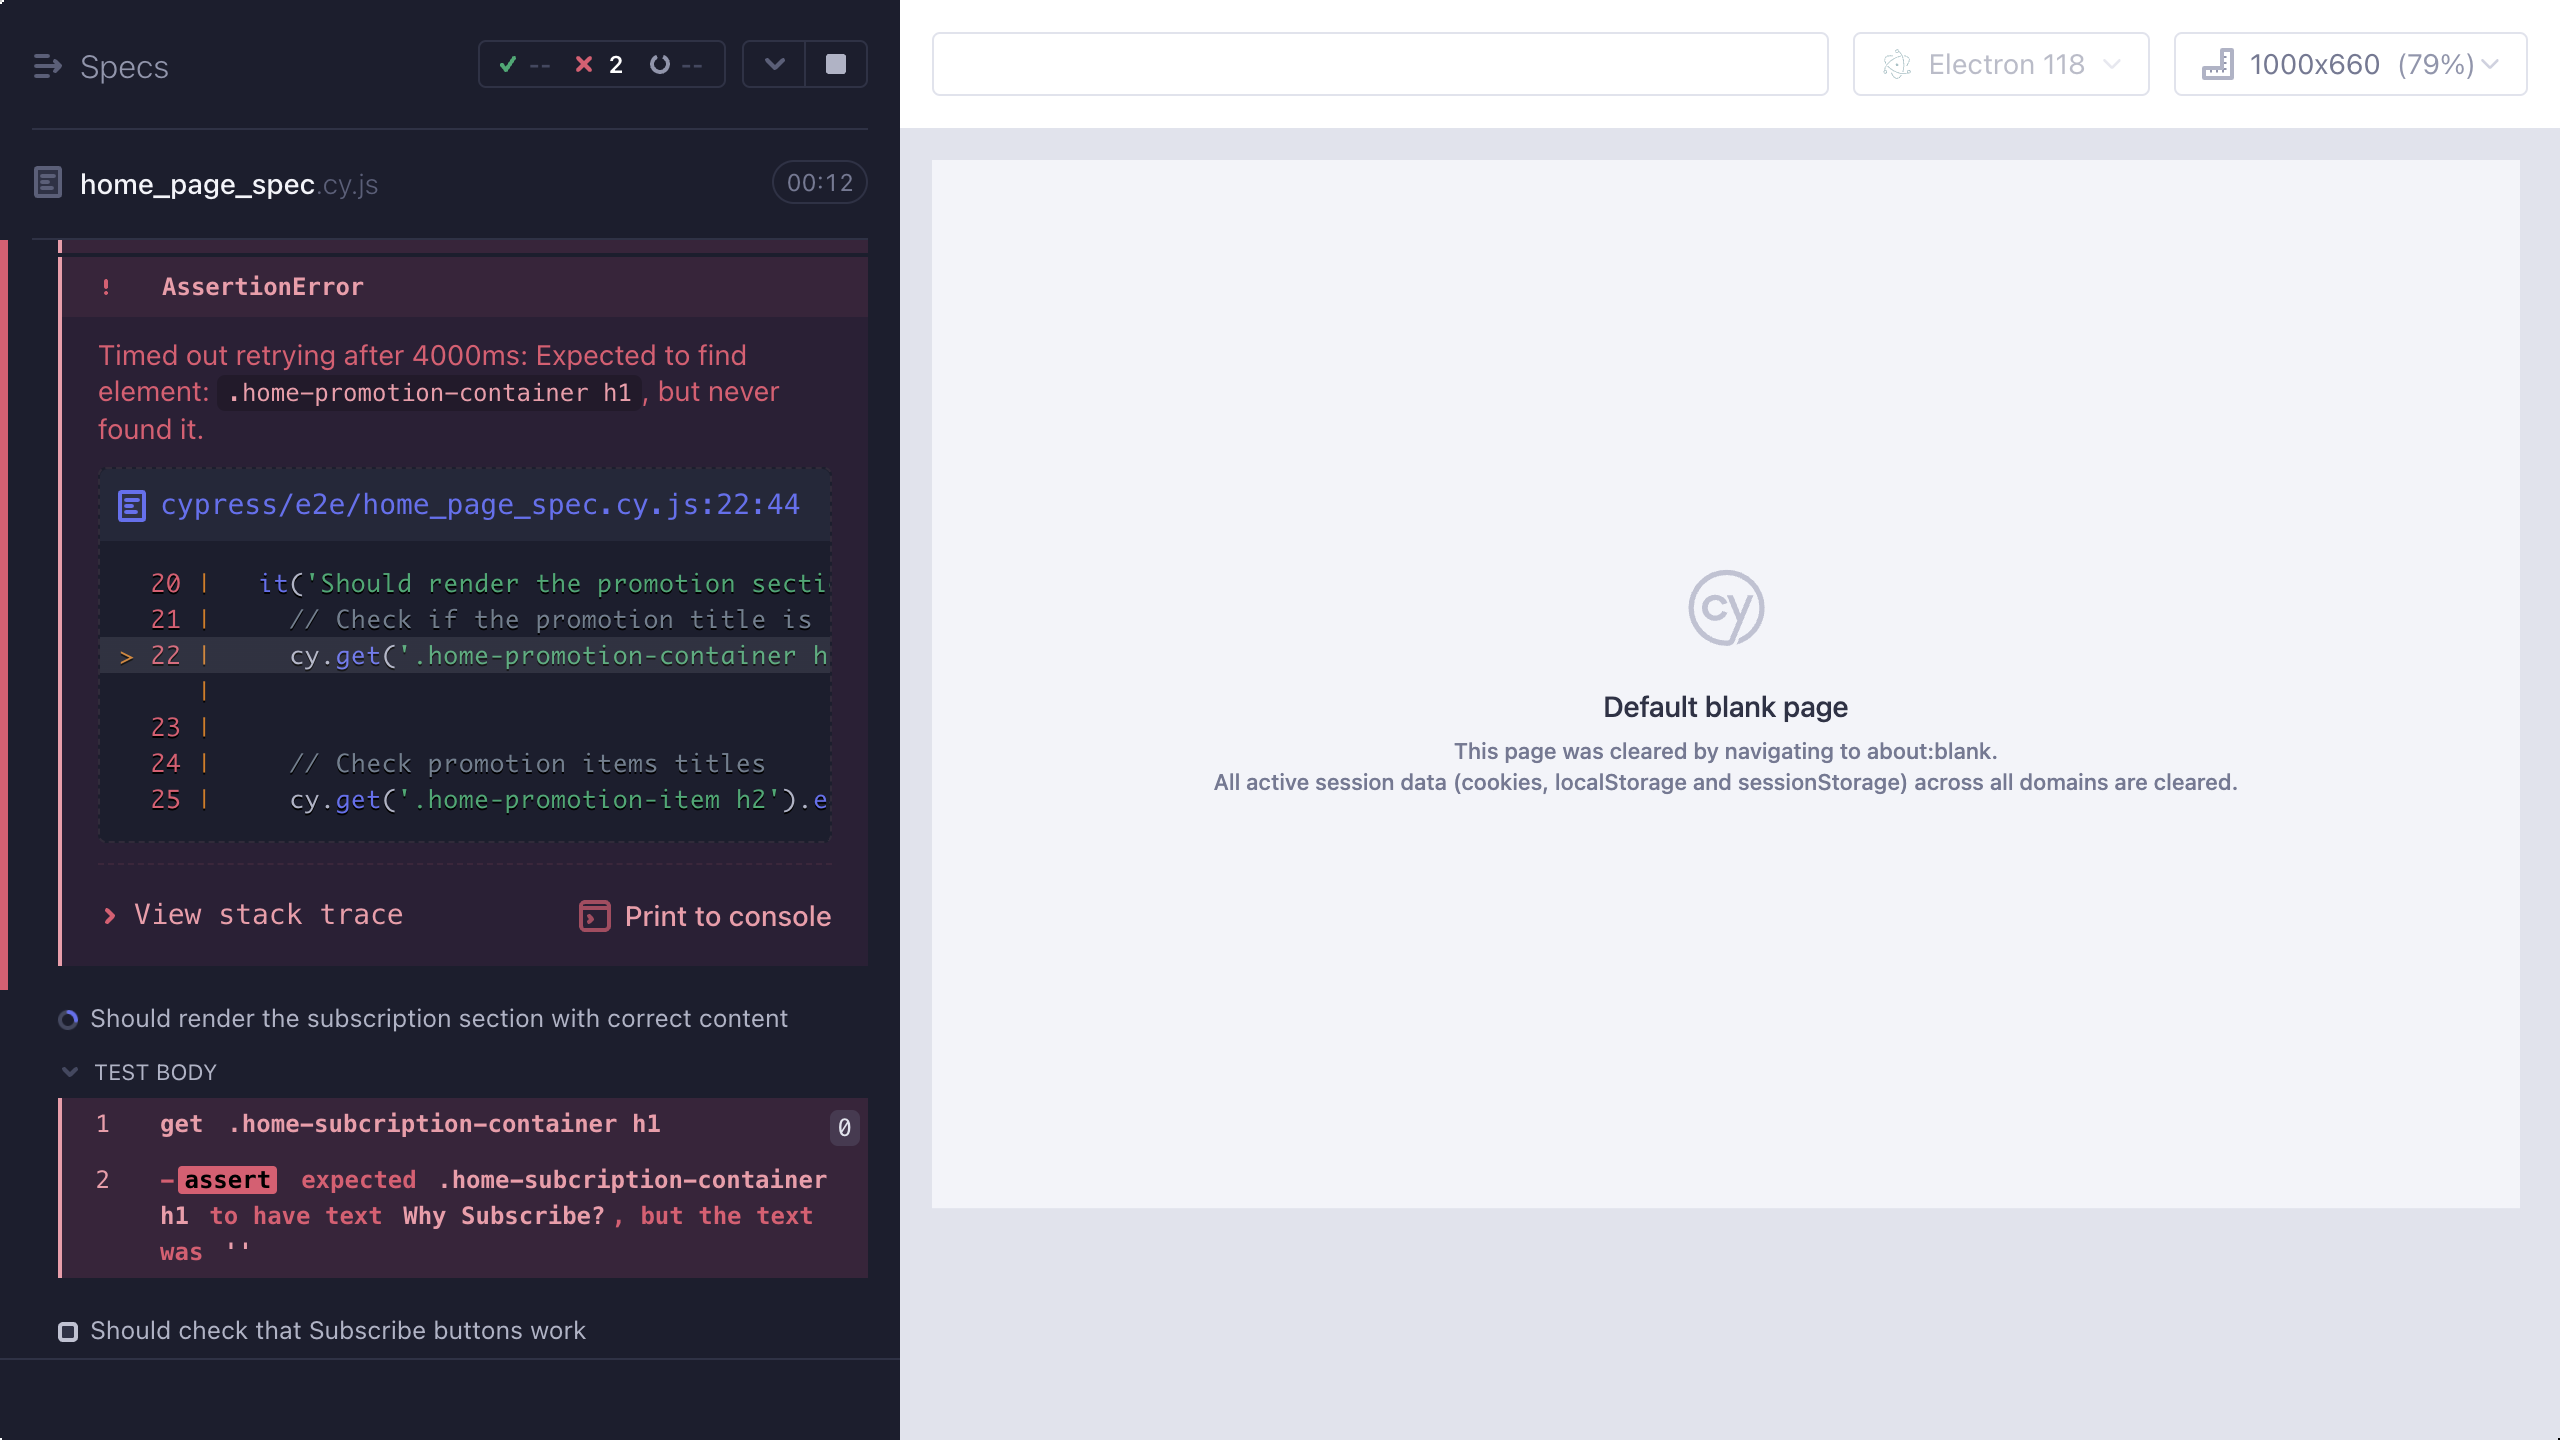 Specs
-- 2 --
home_page_spec.cy.js
00:12
! AssertionError
Timed out retrying after 4000ms: Expected to find
element: .home-promotion-container h1, but never
found it.
cypress/e2e/home_page_spec.cy.js:22:44
20 | it('Should render the promotion secti
21 | // Check if the promotion title is
> 22 | cy.get('.home-promotion-container h
|
23 |
24 | // Check promotion items titles
25 | cy.get('.home-promotion-item h2').e
View stack trace
Print to console
Should render the subscription section with correct content
TEST BODY
1 get .home-subcription-container h1 0
2 -assert expected .home-subcription-container
h1 to have text Why Subscribe?, but the text
was ''
Should check that Subscribe buttons work
Electron 118
1000x660 (79%)
cy
Default blank page
This page was cleared by navigating to about:blank.
All active session data (cookies, localStorage and sessionStorage) across all domains are cleared.